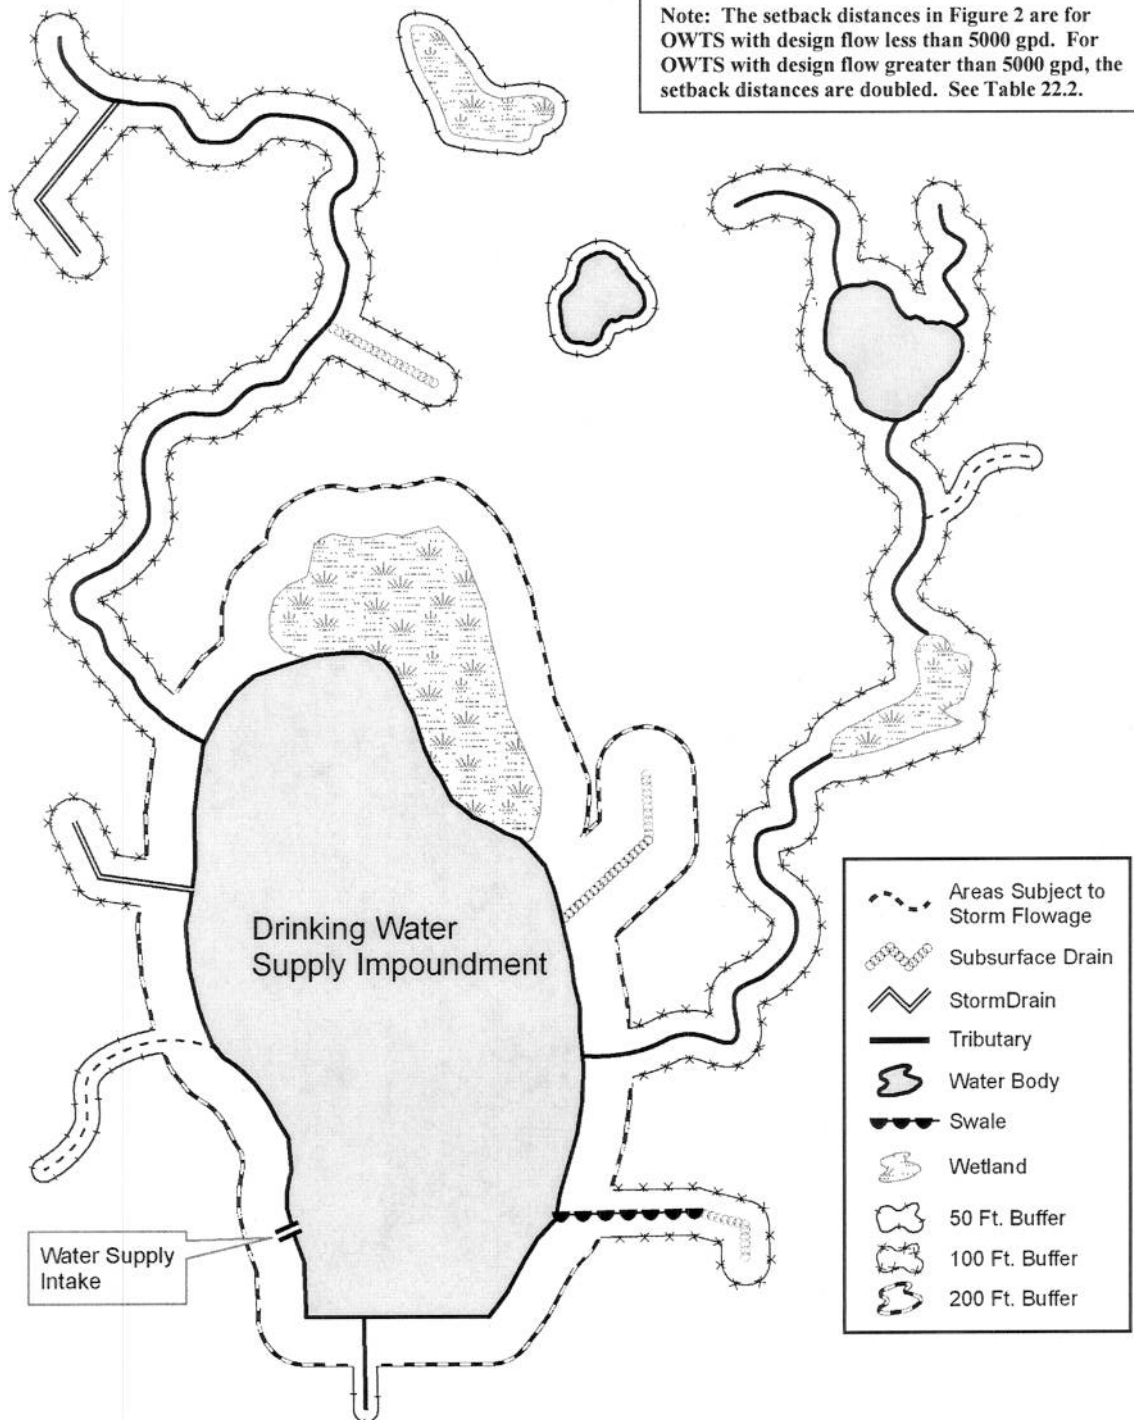 Note: The setback distances in Figure 2 are for
OWTS with design flow less than 5000 gpd. For
OWTS with design flow greater than 5000 gpd, the
setback distances are doubled. See Table 22.2.
Drinking Water
Supply Impoundment
Water Supply
Intake
Areas Subject to
Storm Flowage
Subsurface Drain
StormDrain
Tributary
Water Body
Swale
Wetland
50 Ft. Buffer
100 Ft. Buffer
200 Ft. Buffer